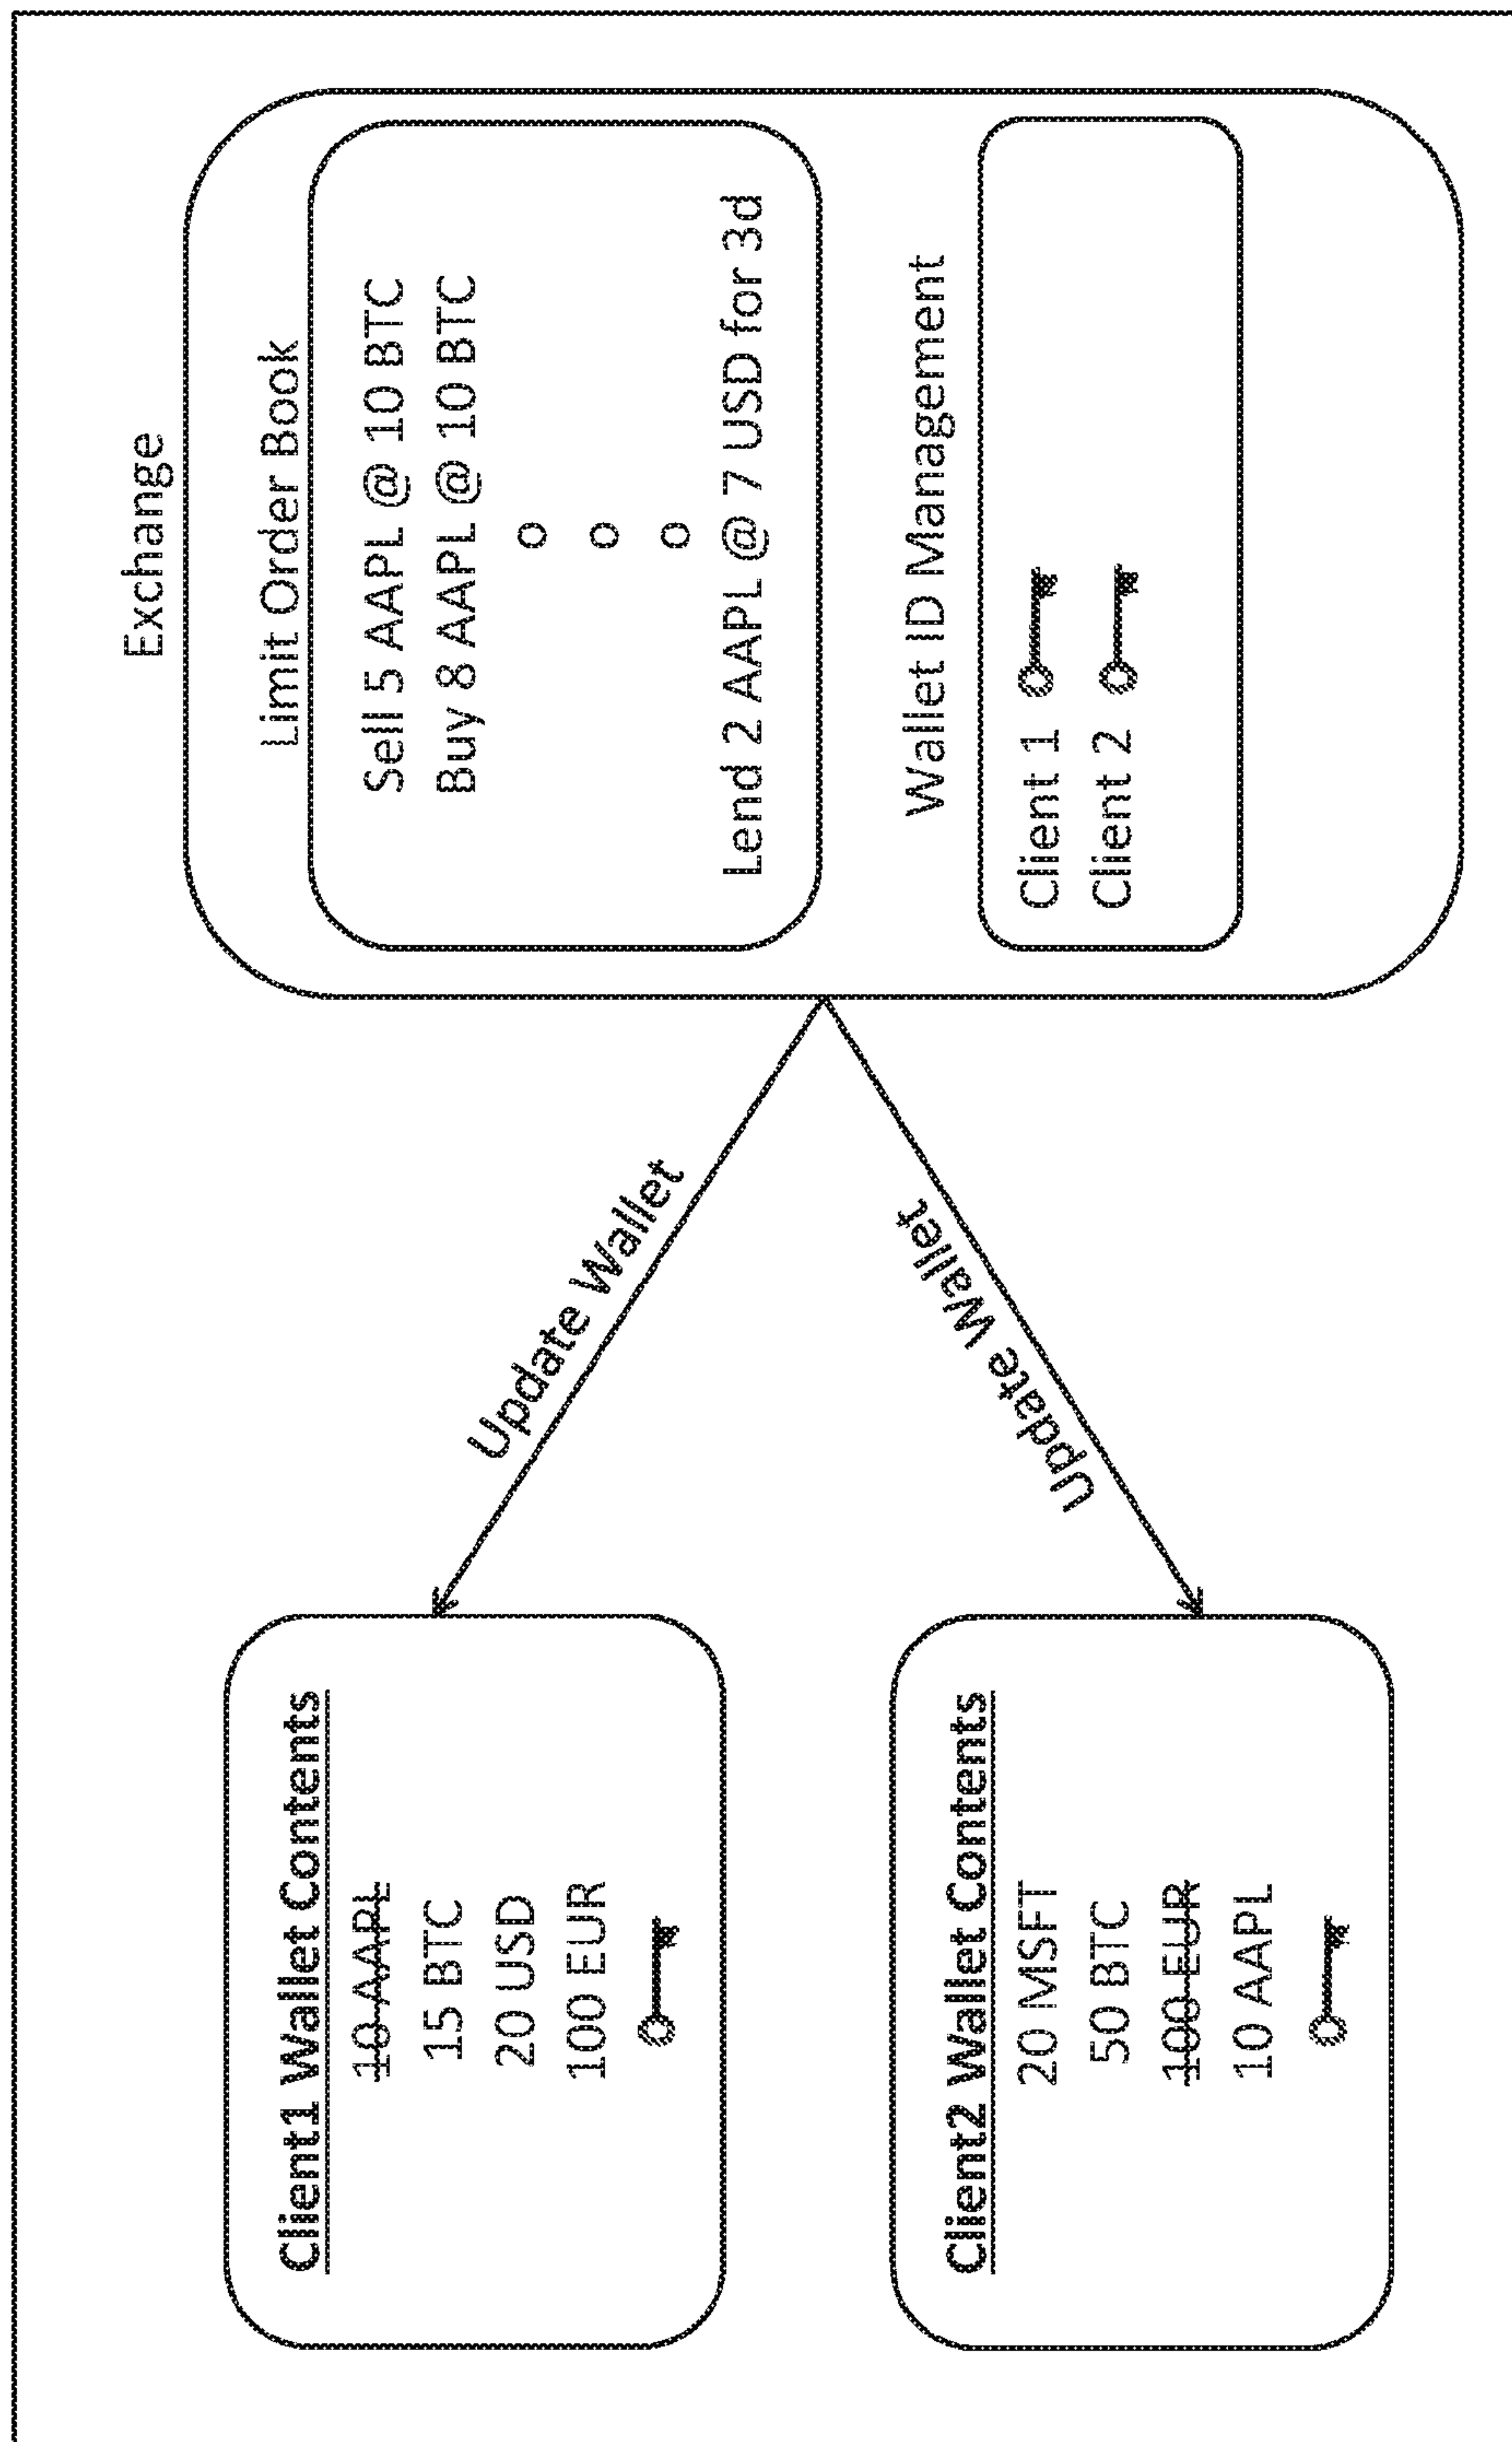 Exchange
Limit Order Book
Sell 5 AAPL @ 10 BTC
Buy 8 AAPL @ 10 BTC
Lend 2 AAPL @ 7 USD for 3d
Wallet ID Management
Client 1
Client 2
Update Wallet
Update Wallet
Client1 Wallet Contents
10 AAPL
15 BTC
20 USD
100 EUR
Client2 Wallet Contents
20 MSFT
50 BTC
100 EUR
10 AAPL